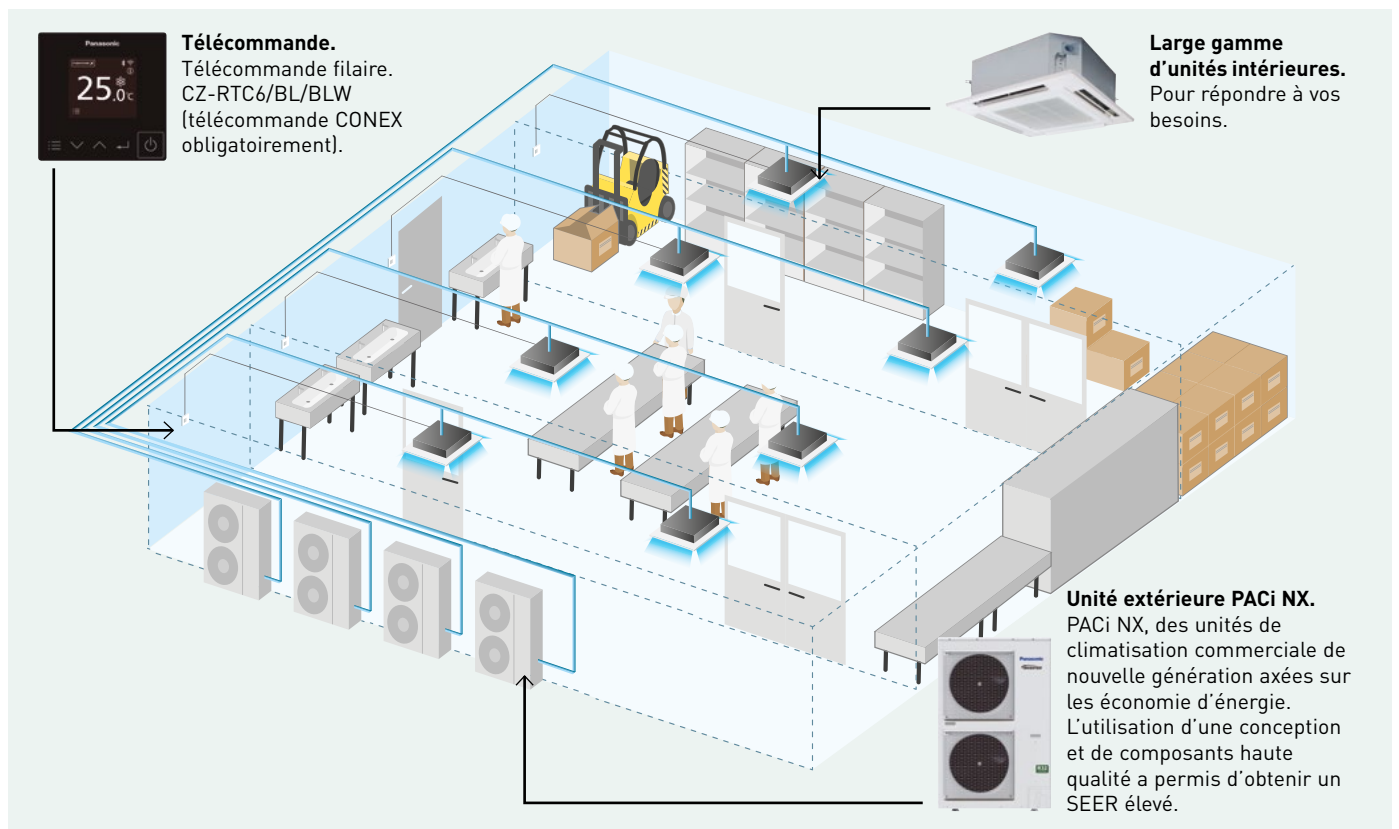 Panasonic
25.0°C
Télécommande.
Télécommande filaire.
CZ-RTC6/BL/BLW
(télécommande CONEX
obligatoirement).
Large gamme
d’unités intérieures.
Pour répondre à vos
besoins.
Unité extérieure PACi NX.
PACi NX, des unités de
climatisation commerciale de
nouvelle génération axées sur
les économie d’énergie.
L’utilisation d’une conception
et de composants haute
qualité a permis d’obtenir un
SEER élevé.
Panasonic
R32